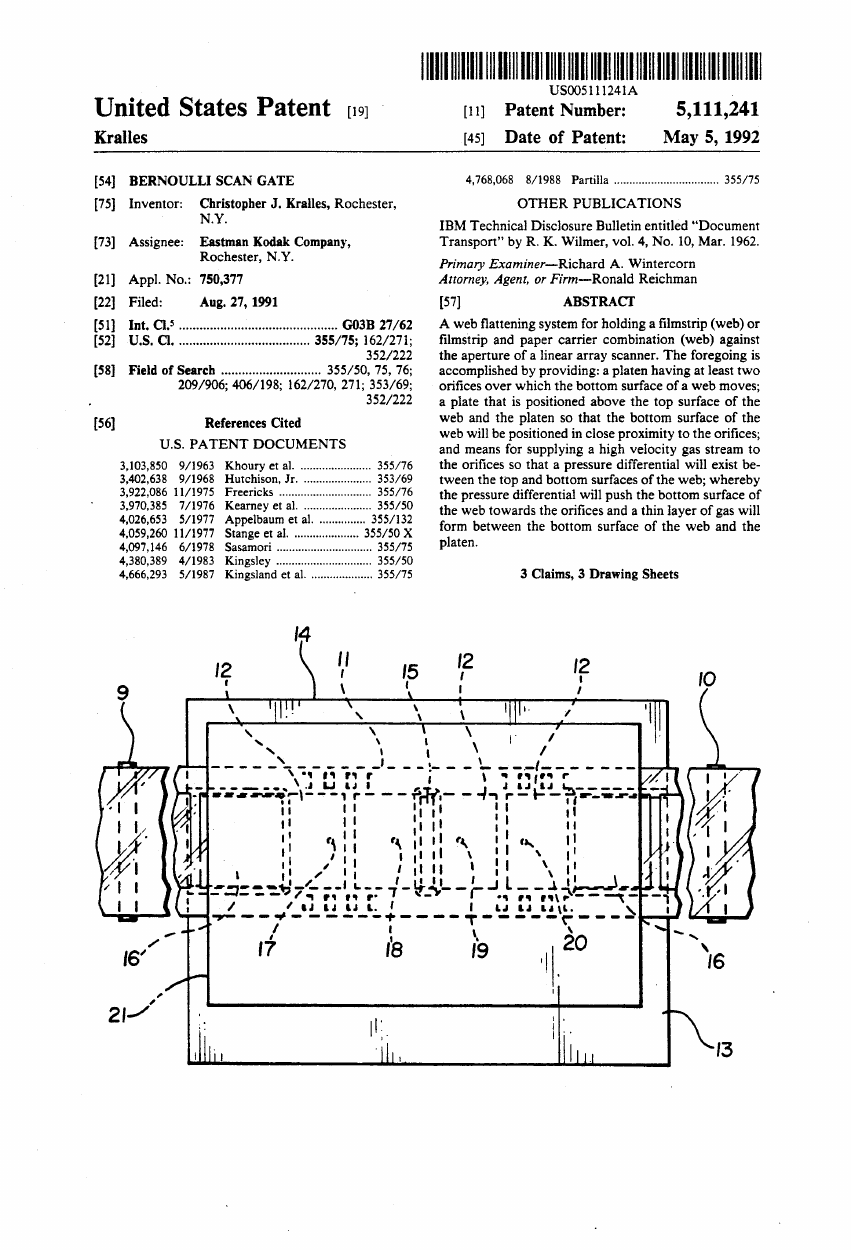 US005111241A
United States Patent [19]
Kralles
[11] Patent Number: 5,111,241
[45] Date of Patent: May 5, 1992
[54] BERNOULLI SCAN GATE
[75] Inventor: Christopher J. Kralles, Rochester,
N.Y.
[73] Assignee: Eastman Kodak Company,
Rochester, N.Y.
[21] Appl. No.: 750,377
[22] Filed: Aug. 27, 1991
[51] Int. Cl.⁵ ............................................ G03B 27/62
[52] U.S. Cl. ..................................... 355/75; 162/271;
352/222
[58] Field of Search ............................ 355/50, 75, 76;
209/906; 406/198; 162/270, 271; 353/69;
352/222
[56] References Cited
U.S. PATENT DOCUMENTS
3,103,850 9/1963 Khoury et al. ....................... 355/76
3,402,638 9/1968 Hutchison, Jr. ...................... 353/69
3,922,086 11/1975 Freericks .............................. 355/76
3,970,385 7/1976 Kearney et al. ...................... 355/50
4,026,653 5/1977 Appelbaum et al. ............... 355/132
4,059,260 11/1977 Stange et al. ..................... 355/50 X
4,097,146 6/1978 Sasamori ............................... 355/75
4,380,389 4/1983 Kingsley ............................... 355/50
4,666,293 5/1987 Kingsland et al. .................... 355/75
4,768,068 8/1988 Partilla ................................. 355/75
OTHER PUBLICATIONS
IBM Technical Disclosure Bulletin entitled "Document
Transport" by R. K. Wilmer, vol. 4, No. 10, Mar. 1962.
Primary Examiner—Richard A. Wintercorn
Attorney, Agent, or Firm—Ronald Reichman
[57] ABSTRACT
A web flattening system for holding a filmstrip (web) or
filmstrip and paper carrier combination (web) against
the aperture of a linear array scanner. The foregoing is
accomplished by providing: a platen having at least two
orifices over which the bottom surface of a web moves;
a plate that is positioned above the top surface of the
web and the platen so that the bottom surface of the
web will be positioned in close proximity to the orifices;
and means for supplying a high velocity gas stream to
the orifices so that a pressure differential will exist be-
tween the top and bottom surfaces of the web; whereby
the pressure differential will push the bottom surface of
the web towards the orifices and a thin layer of gas will
form between the bottom surface of the web and the
platen.
3 Claims, 3 Drawing Sheets
14
12 11 15 12 12
9 10
16 17 18 19 20 16
21 13